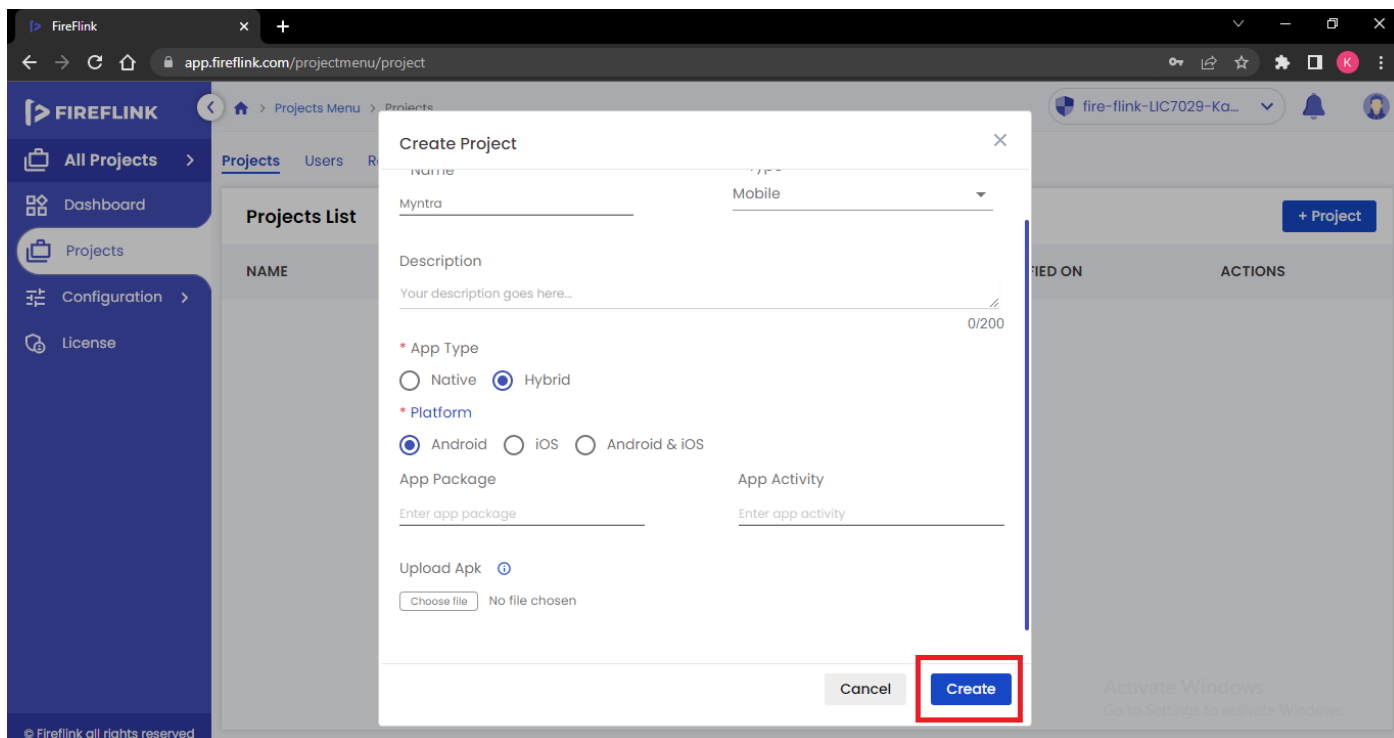 FireFlink
app.fireflink.com/projectmenu/project
K
FIREFLINK
Projects Menu > Projects
fire-flink-LIC7029-Ka...
All Projects >
Dashboard
Projects
Configuration >
License
© Fireflink all rights reserved
Projects Users
Projects List
+ Project
NAME
ACTIONS
Create Project
Name
Type
Myntra
Mobile
Description
Your description goes here...
0/200
* App Type
Native Hybrid
* Platform
Android iOS Android & iOS
App Package App Activity
Enter app package Enter app activity
Upload Apk
Choose file No file chosen
Cancel Create
Activate Windows
Go to Settings to activate Windows.